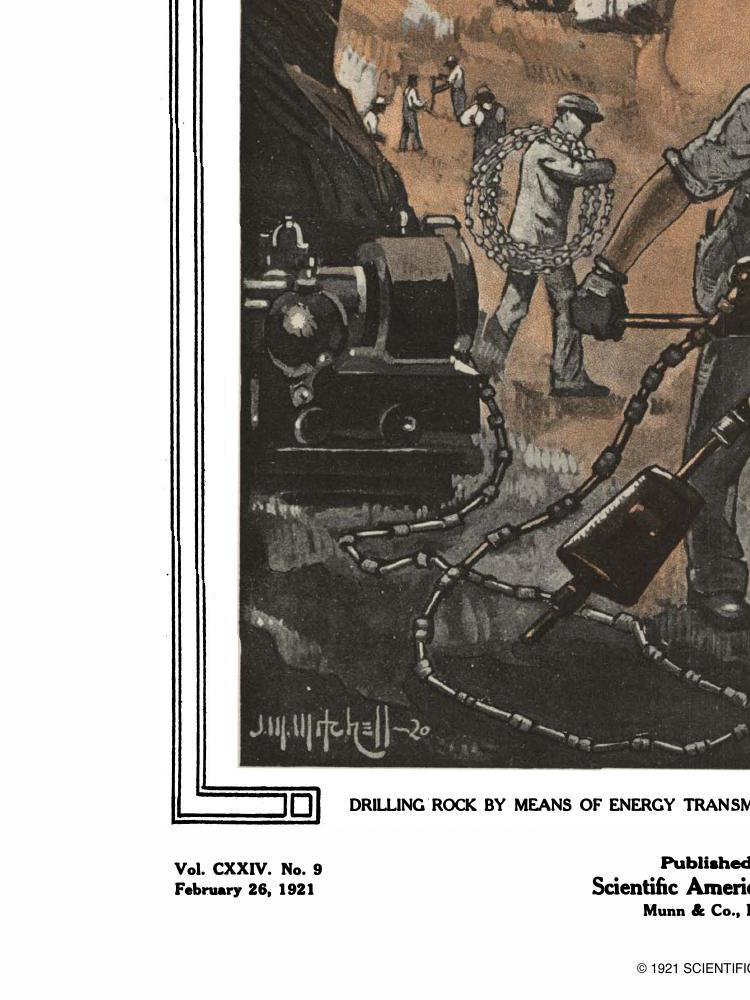 J.M. Mitchell-20
DRILLING ROCK BY MEANS OF ENERGY TRANSM
Vol. CXXIV. No. 9
February 26, 1921
Published
Scientific Americ
Munn & Co.,
© 1921 SCIENTIFIC